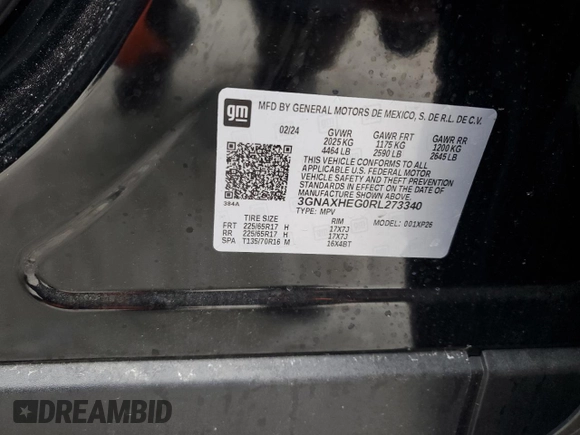 gm MFD BY GENERAL MOTORS DE MEXICO, S. DE R.L. DE C.V.
02/24 GVWR GAWR FRT GAWR RR
2025 KG 1175 KG 1200 KG
4464 LB 2590 LB 2645 LB
THIS VEHICLE CONFORMS TO ALL
APPLICABLE U.S. FEDERAL MOTOR
VEHICLE SAFETY AND THEFT PREVENTION
STANDARDS IN EFFECT ON THE DATE OF
MANUFACTURE SHOWN ABOVE.
384A 3GNAXHEG0RL273340
TYPE: MPV
TIRE SIZE RIM MODEL: 001XP26
FRT 225/65R17 H 17X7J
RR 225/65R17 H 17X7J
SPA T135/70R16 M 16X4BT
DREAMBID